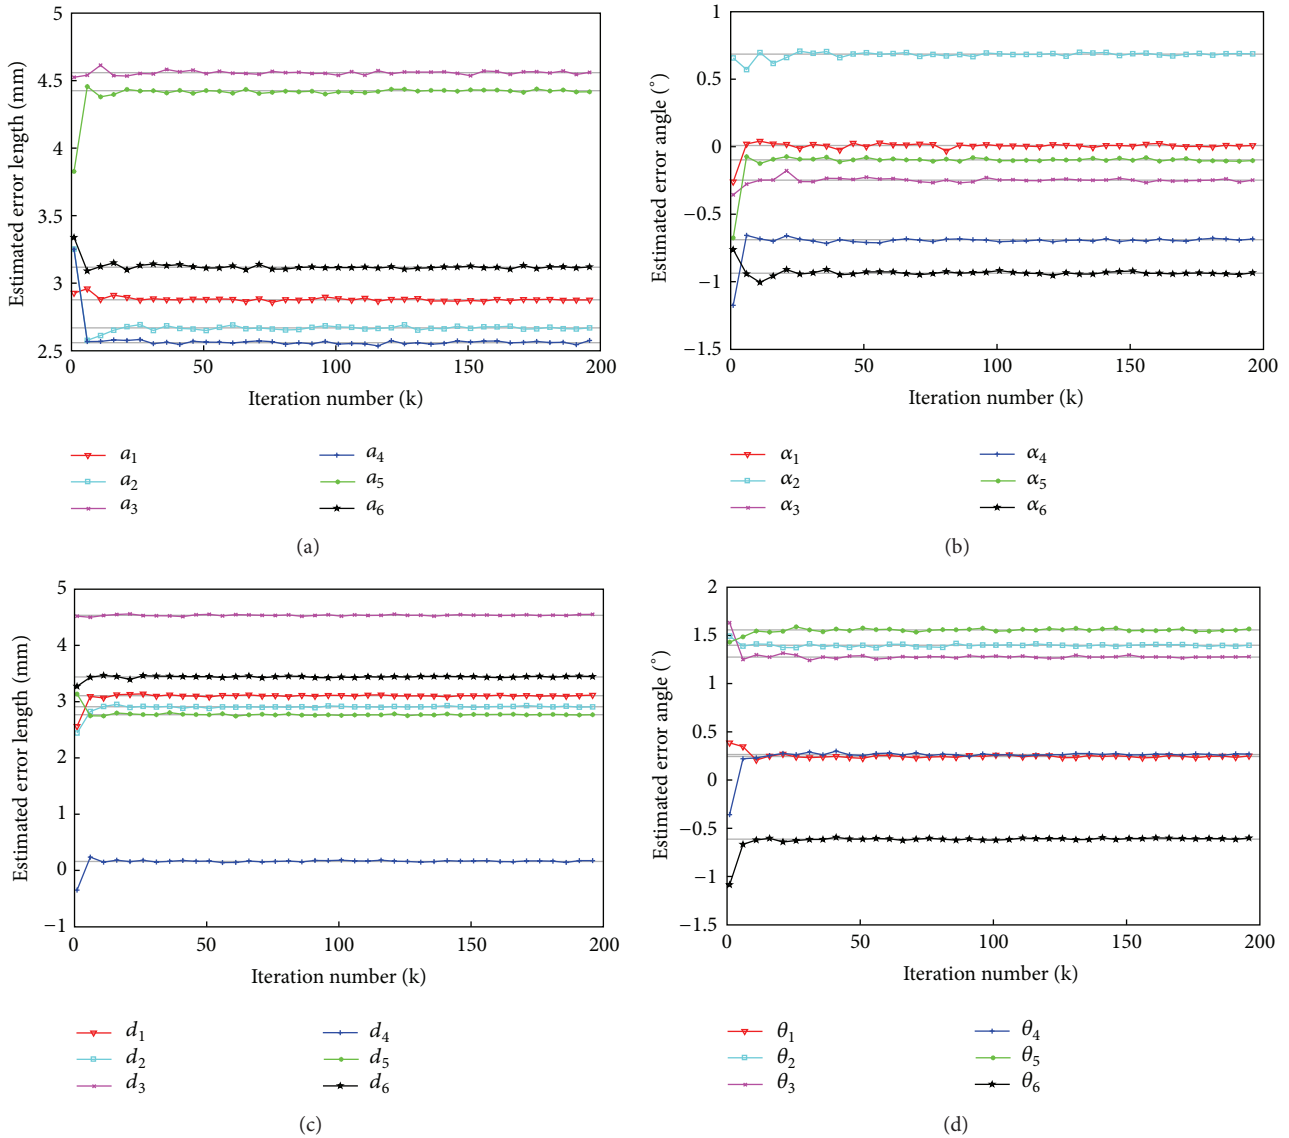 5
4.5
4
3.5
3
2.5
0
50
100
150
200
Estimated error length (mm)
Iteration number (k)
a1
a2
a3
a4
a5
a6
(a)
1
0.5
0
−0.5
−1
−1.5
0
50
100
150
200
Estimated error angle (°)
Iteration number (k)
α1
α2
α3
α4
α5
α6
(b)
5
4
3
2
1
0
−1
0
50
100
150
200
Estimated error length (mm)
Iteration number (k)
d1
d2
d3
d4
d5
d6
(c)
2
1.5
1
0.5
0
−0.5
−1
−1.5
0
50
100
150
200
Estimated error angle (°)
Iteration number (k)
θ1
θ2
θ3
θ4
θ5
θ6
(d)